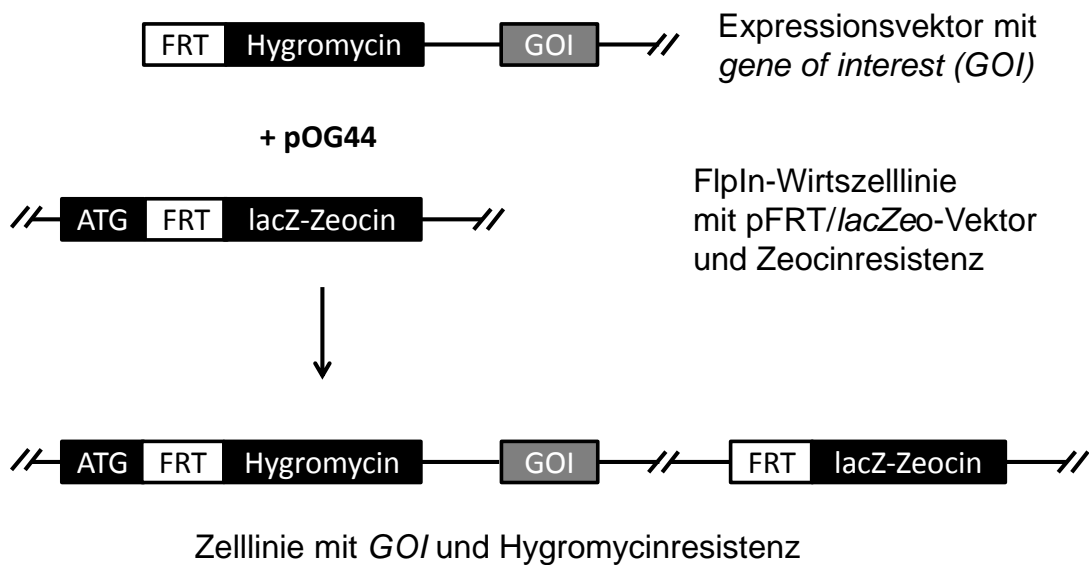 FRT Hygromycin GOI
Expressionsvektor mit
gene of interest (GOI)
+ pOG44
ATG FRT lacZ-Zeocin
FlpIn-Wirtszelllinie
mit pFRT/lacZeo-Vektor
und Zeocinresistenz
ATG FRT Hygromycin GOI FRT lacZ-Zeocin
Zelllinie mit GOI und Hygromycinresistenz